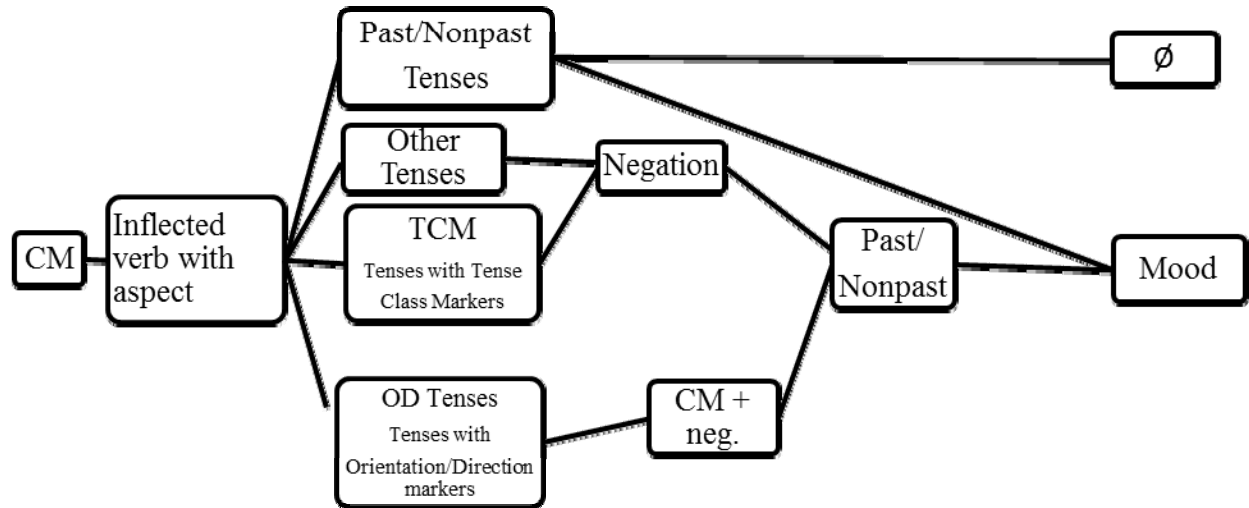 Past/Nonpast
Tenses
Ø
Other
Tenses
Negation
CM
Inflected
verb with
aspect
TCM
Tenses with Tense
Class Markers
Past/
Nonpast
Mood
OD Tenses
Tenses with
Orientation/Direction
markers
CM +
neg.